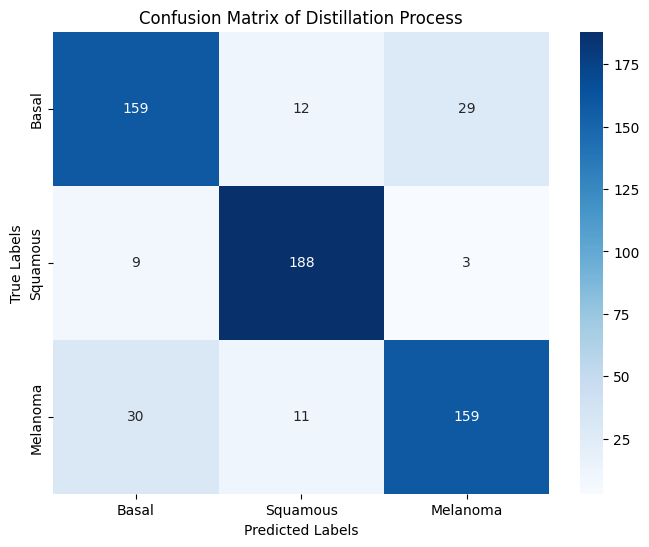 Confusion Matrix of Distillation Process
True Labels
Basal
159
12
29
Squamous
9
188
3
Melanoma
30
11
159
Basal
Squamous
Melanoma
Predicted Labels
175
150
125
100
75
50
25